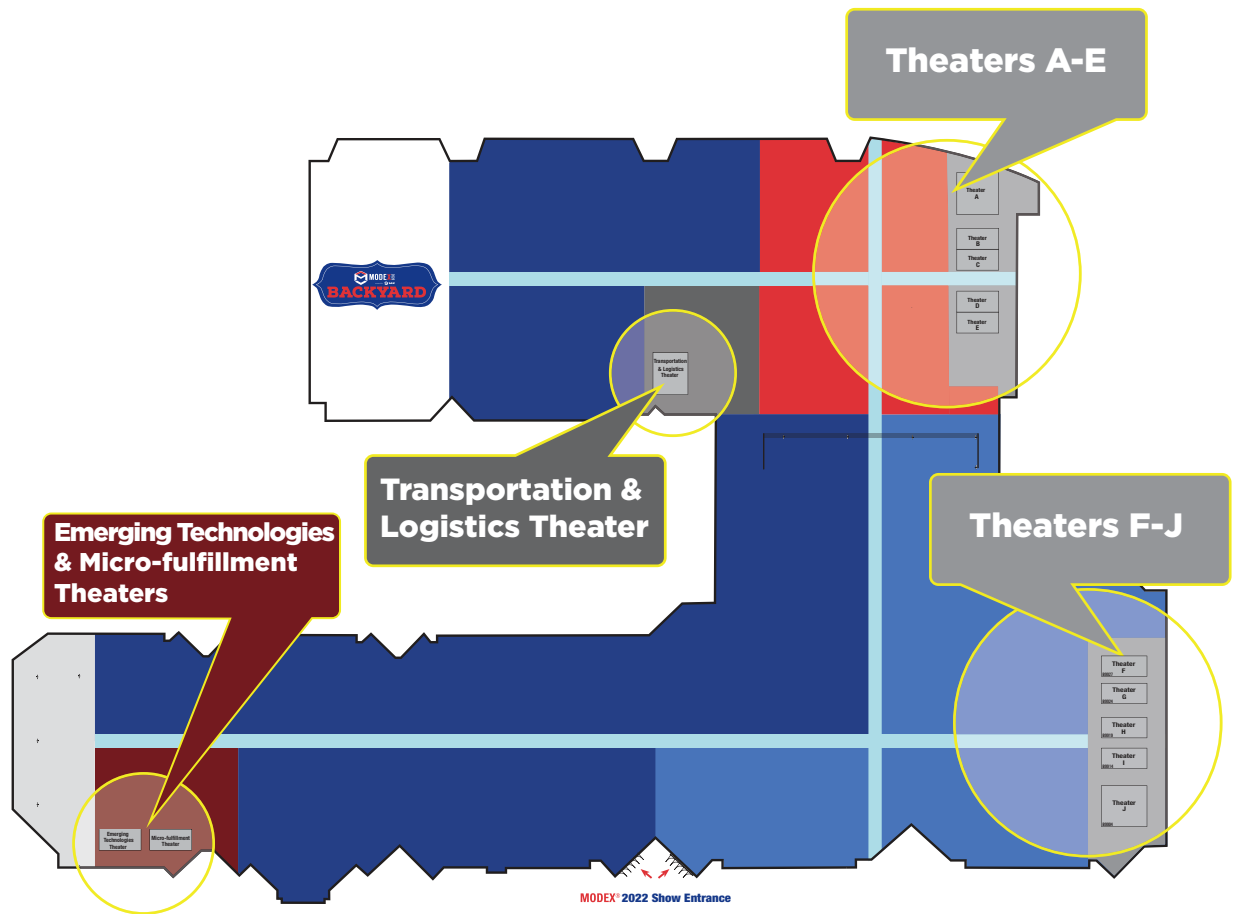 Theaters A-E
Theater
A
Theater
B
Theater
C
Theater
D
Theater
E
MODEX
BACKYARD
Transportation
& Logistics
Theater
Transportation &
Logistics Theater
Theaters F-J
Emerging Technologies
& Micro-fulfillment
Theaters
Theater
F
Theater
G
Theater
H
Theater
I
Theater
J
Emerging
Technologies
Theater
Micro-fulfillment
Theater
MODEX® 2022 Show Entrance